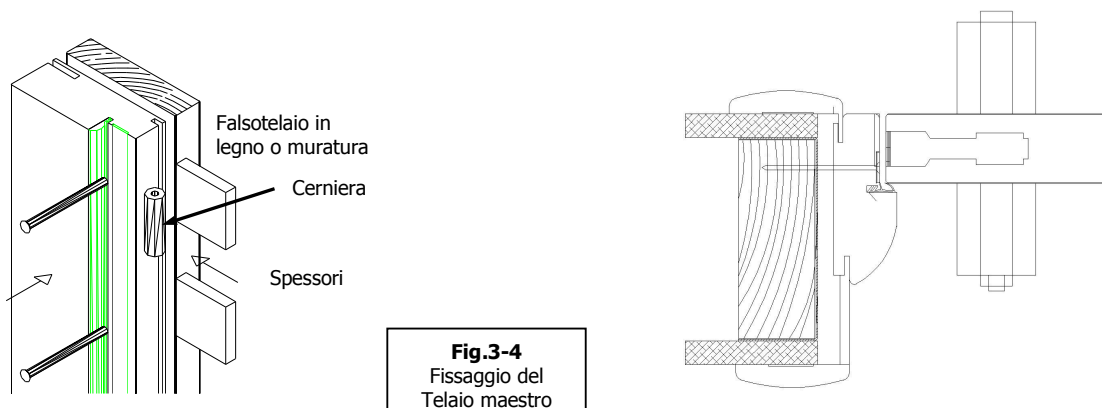 Falsotelaio in
legno o muratura
Cerniera
Spessori
Fig.3-4
Fissaggio del
Telaio maestro